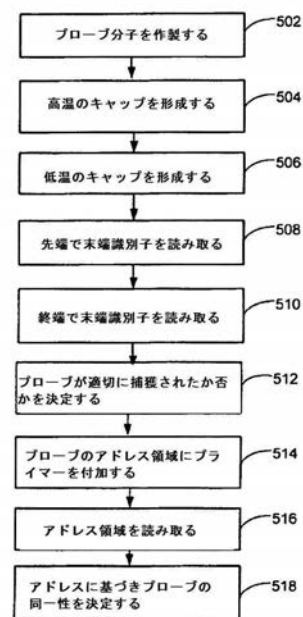 プローブ分子を作製する
502
高温のキャップを形成する
504
低温のキャップを形成する
506
先端で末端識別子を読み取る
508
終端で末端識別子を読み取る
510
プローブが適切に捕獲されたか否
かを決定する
512
プローブのアドレス領域にプラ
イマーを付加する
514
アドレス領域を読み取る
516
アドレスに基づきプローブの
同一性を決定する
518